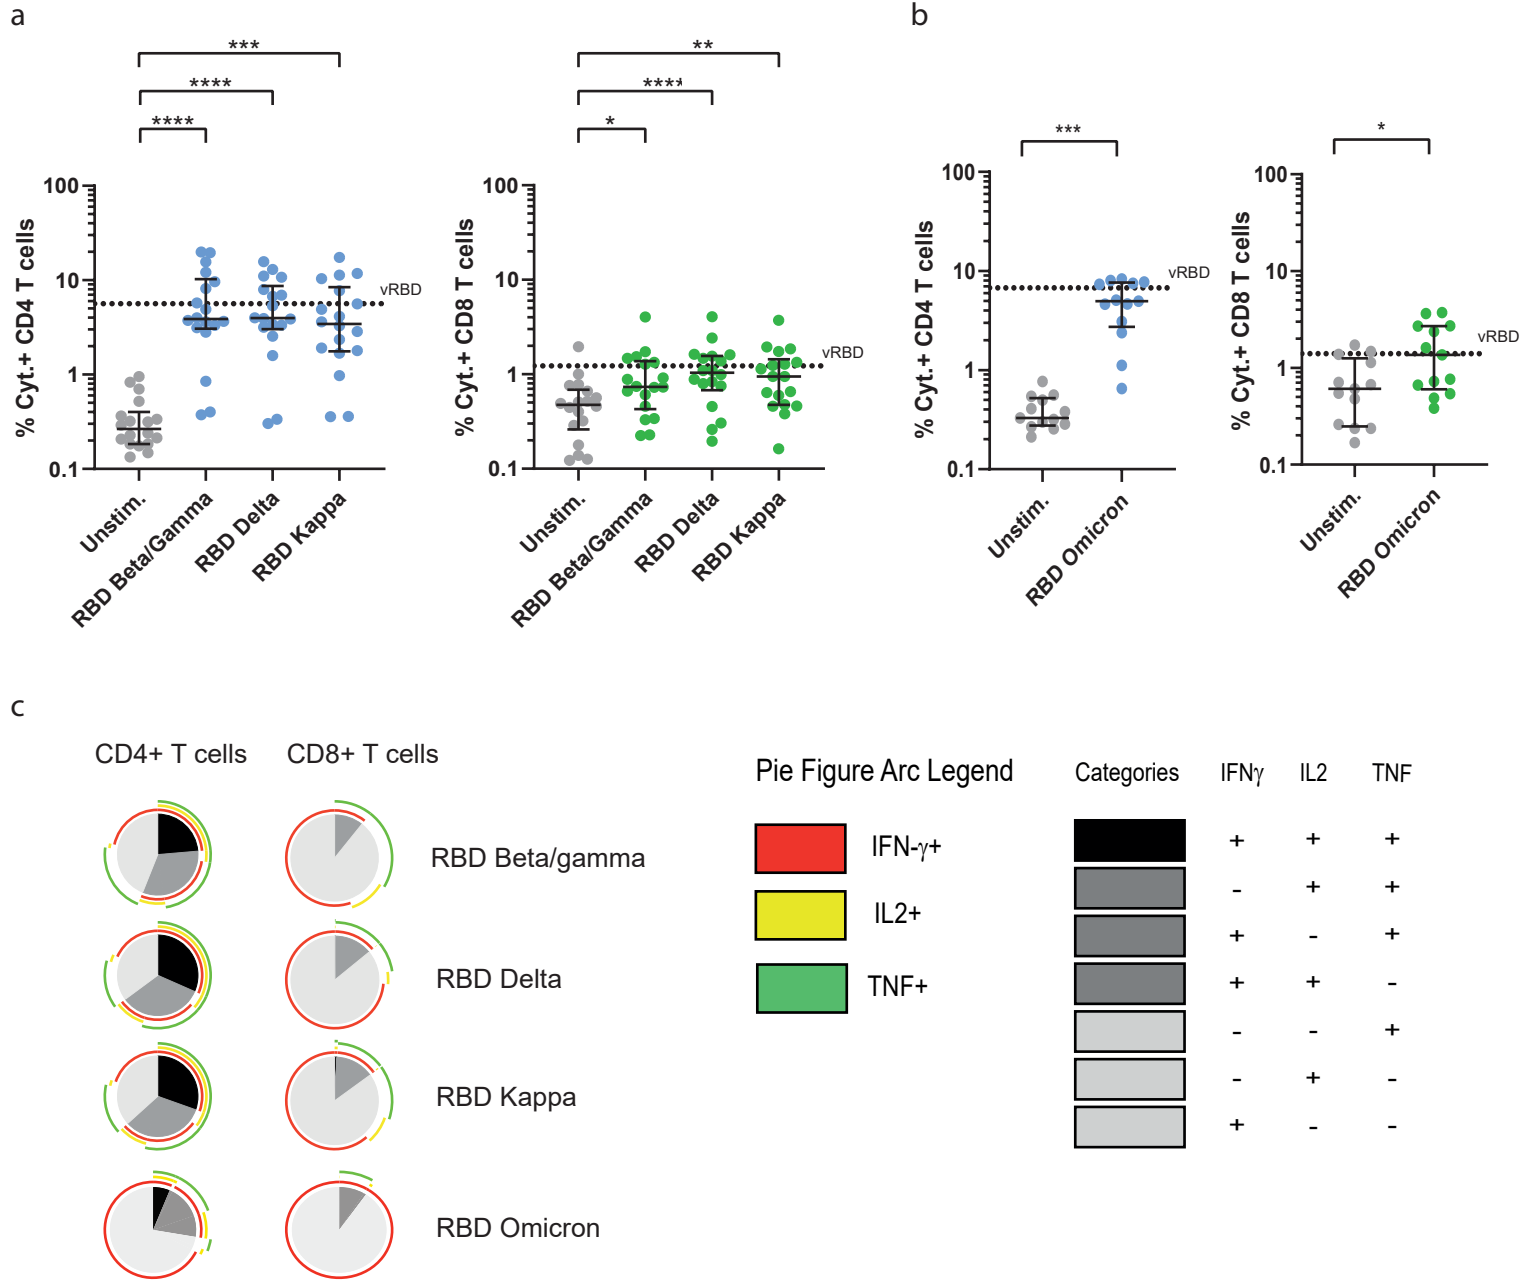 a
b
***
****
****
100
10
1
0.1
% Cyt.+ CD4 T cells
vRBD
Unstim.
RBD Beta/Gamma
RBD Delta
RBD Kappa
**
****
*
100
10
1
0.1
% Cyt.+ CD8 T cells
vRBD
Unstim.
RBD Beta/Gamma
RBD Delta
RBD Kappa
***
100
10
1
0.1
% Cyt.+ CD4 T cells
vRBD
Unstim.
RBD Omicron
*
100
10
1
0.1
% Cyt.+ CD8 T cells
vRBD
Unstim.
RBD Omicron
c
CD4+ T cells CD8+ T cells
RBD Beta/gamma
RBD Delta
RBD Kappa
RBD Omicron
Pie Figure Arc Legend
IFN-γ+
IL2+
TNF+
Categories IFNγ IL2 TNF
+ + +
- + +
+ - +
+ + -
- - +
- + -
+ - -